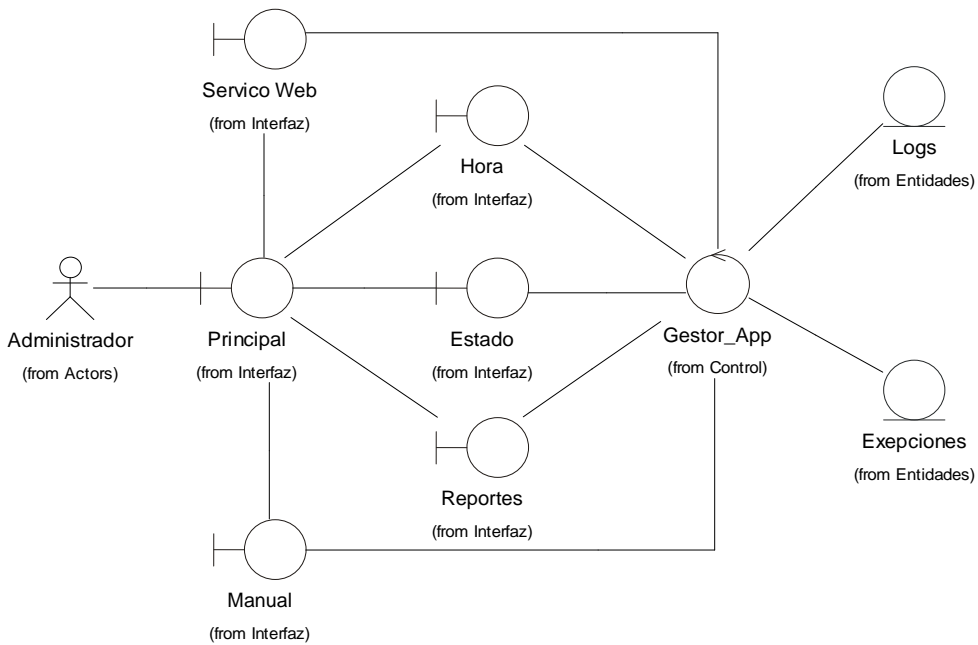 Servico Web
(from Interfaz)
Hora
(from Interfaz)
Logs
(from Entidades)
Administrador
(from Actors)
Principal
(from Interfaz)
Estado
(from Interfaz)
Gestor_App
(from Control)
Reportes
(from Interfaz)
Exepciones
(from Entidades)
Manual
(from Interfaz)